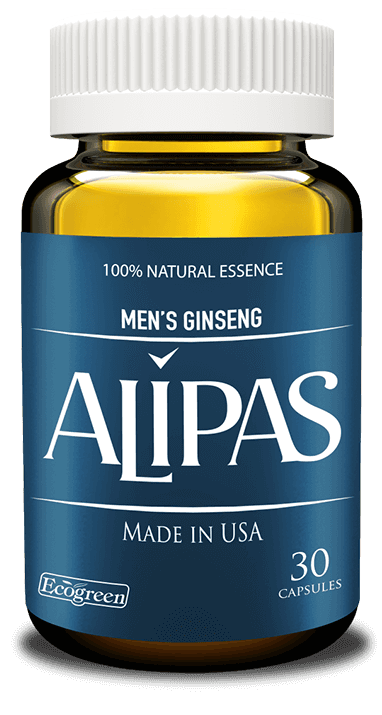 100% NATURAL ESSENCE
MEN'S GINSENG
ALIPAS
MADE IN USA
30
CAPSULES
Ecogreen